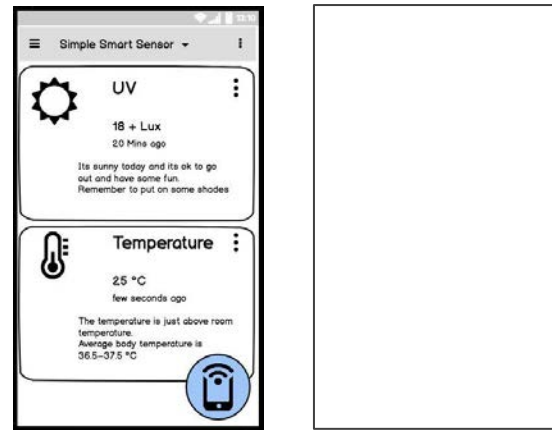 12:10
Simple Smart Sensor
UV
18 + Lux
20 Mins ago
Its sunny today and its ok to go
out and have some fun.
Remember to put on some shades
Temperature
25 °C
few seconds ago
The temperature is just above room
temperature.
Average body temperature is
36.5–37.5 °C